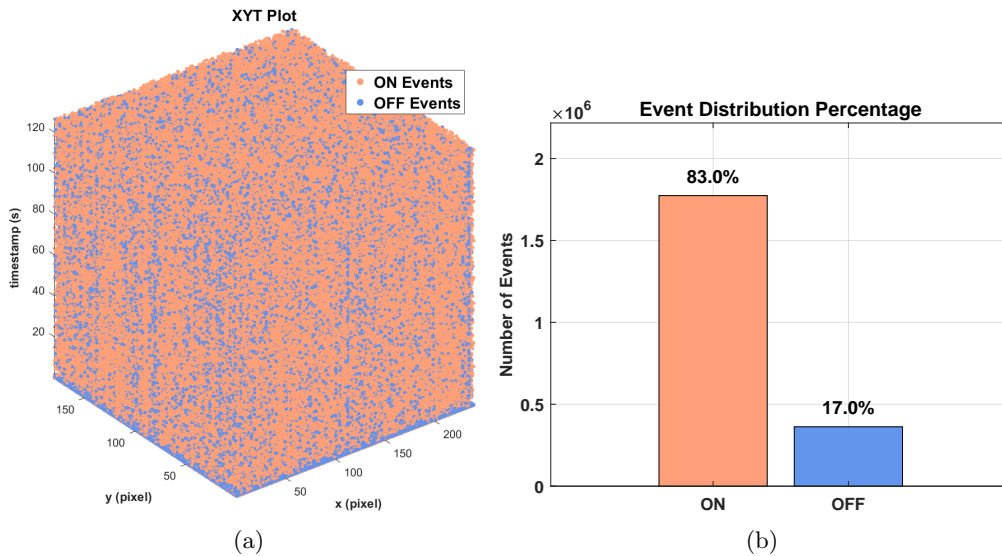 XYT Plot
ON Events
OFF Events
timestamp (s)
120
100
80
60
40
20
150
100
50
y (pixel)
50
100
150
200
x (pixel)
(a)
Event Distribution Percentage
×10⁶
Number of Events
2
1.5
1
0.5
0
83.0%
17.0%
ON
OFF
(b)